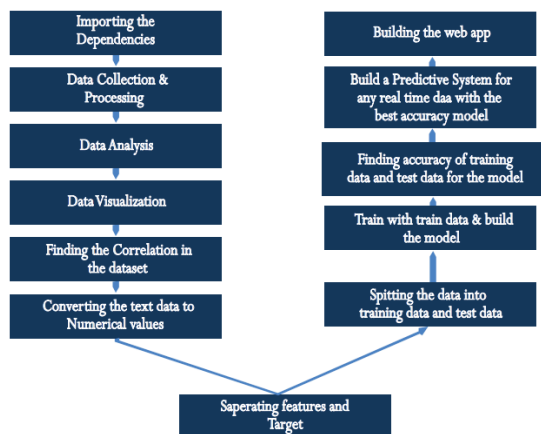 Importing the
Dependencies
Data Collection &
Processing
Data Analysis
Data Visualization
Finding the Correlation in
the dataset
Converting the text data to
Numerical values
Saperating features and
Target
Spitting the data into
training data and test data
Train with train data & build
the model
Finding accuracy of training
data and test data for the model
Build a Predictive System for
any real time daa with the
best accuracy model
Building the web app